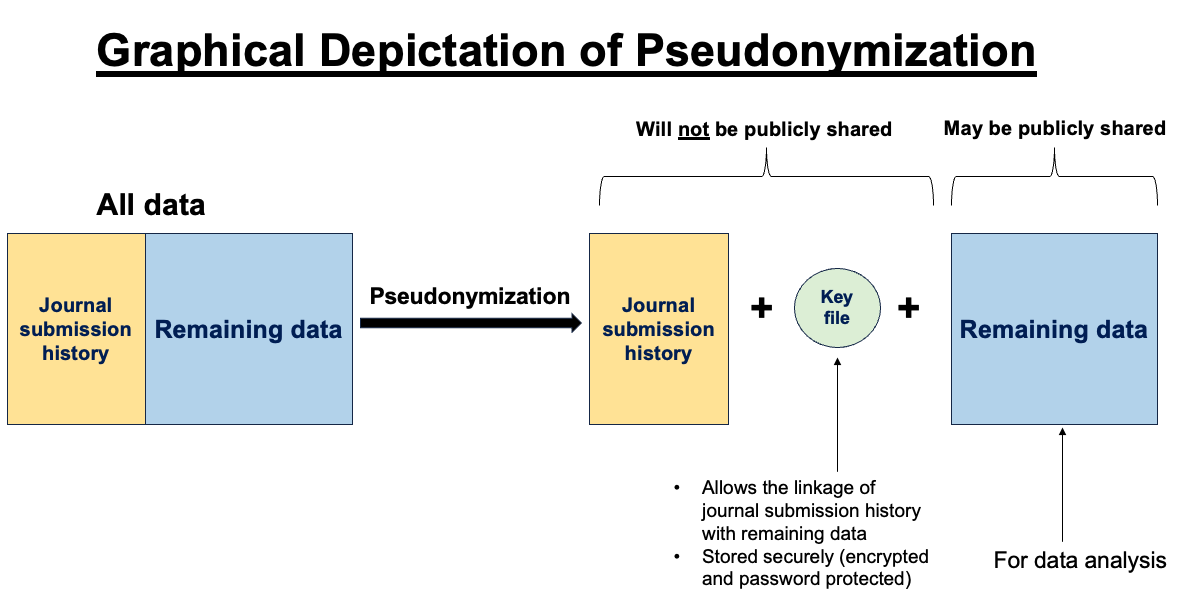 Graphical Depictation of Pseudonymization
Will not be publicly shared
May be publicly shared
All data
Journal
submission
history
Remaining data
Pseudonymization
Journal
submission
history
+
Key
file
+
Remaining data
• Allows the linkage of
journal submission history
with remaining data
• Stored securely (encrypted
and password protected)
For data analysis